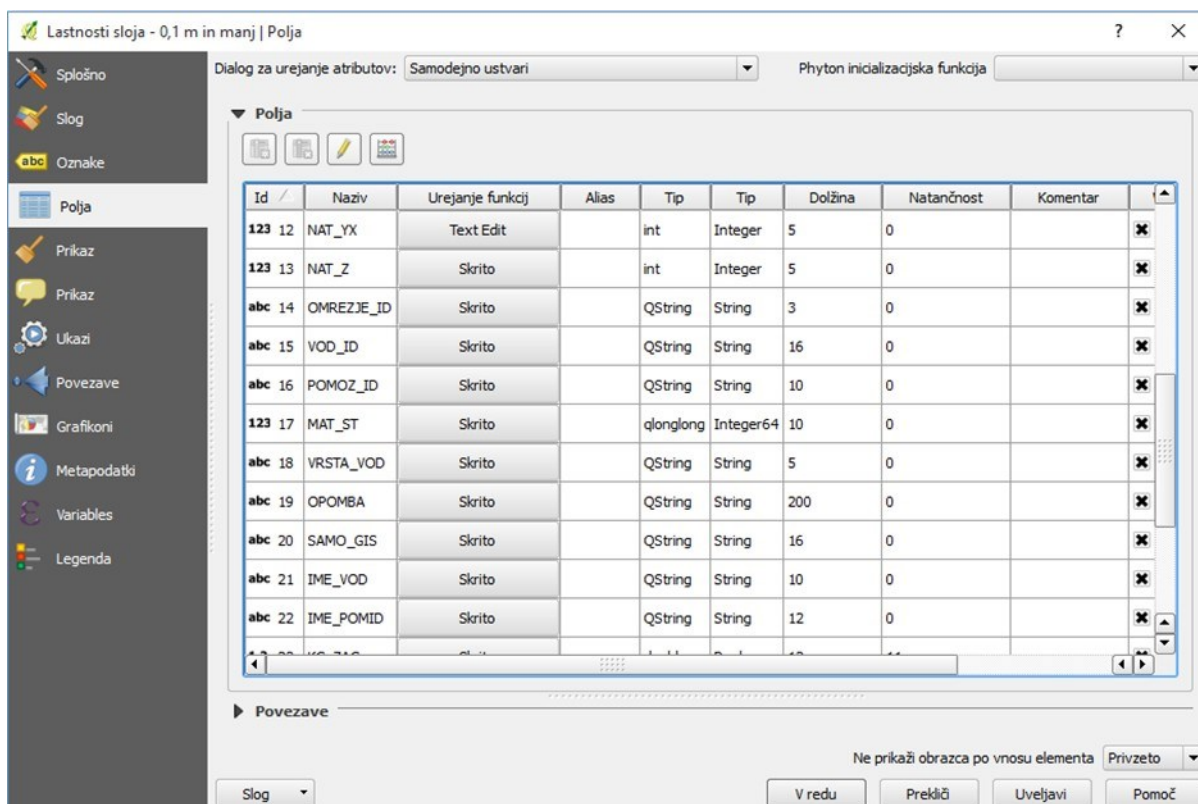 Lastnosti sloja - 0,1 m in manj | Polja ?
Splošno
Slog
abc Oznake
Polja
Prikaz
Prikaz
Ukazi
Povezave
Grafikoni
Metapodatki
Variables
Legenda
Dialog za urejanje atributov: Samodejno ustvari Phyton inicializacijska funkcija
Polja
Id Naziv Urejanje funkcij Alias Tip Tip Dolžina Natančnost Komentar
123 12 NAT_YX Text Edit int Integer 5 0
123 13 NAT_Z Skrito int Integer 5 0
abc 14 OMREZJE_ID Skrito QString String 3 0
abc 15 VOD_ID Skrito QString String 16 0
abc 16 POMOZ_ID Skrito QString String 10 0
123 17 MAT_ST Skrito qlonglong Integer64 10 0
abc 18 VRSTA_VOD Skrito QString String 5 0
abc 19 OPOMBA Skrito QString String 200 0
abc 20 SAMO_GIS Skrito QString String 16 0
abc 21 IME_VOD Skrito QString String 10 0
abc 22 IME_POMID Skrito QString String 12 0
Povezave
Ne prikaži obrazca po vnosu elementa Privzeto
Slog V redu Prekliči Uveljavi Pomoč